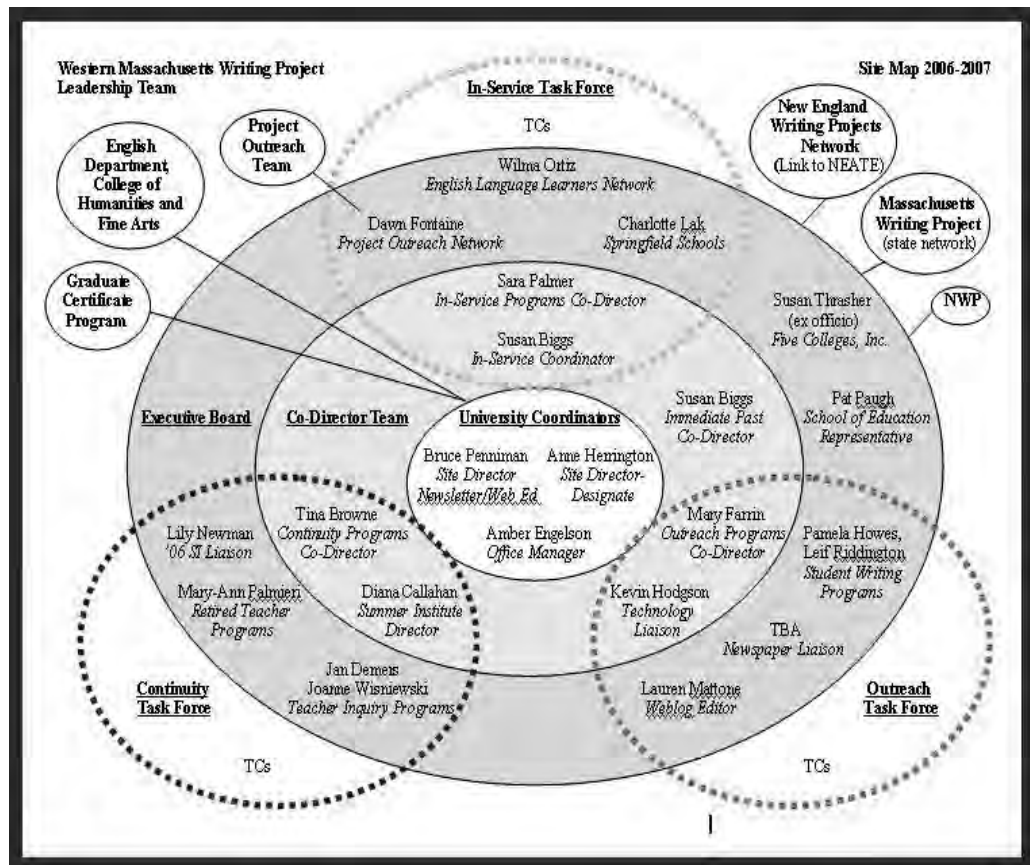 Western Massachusetts Writing Project
Leadership Team
Site Map 2006-2007
In-Service Task Force
TCs
Project
Outreach
Team
English
Department,
College of
Humanities and
Fine Arts
Graduate
Certificate
Program
New England
Writing Projects
Network
(Link to NEATE)
Massachusetts
Writing Project
(state network)
NWP
Wilma Ortiz
English Language Learners Network
Dawn Fontaine
Project Outreach Network
Charlotte Lak
Springfield Schools
Sara Palmer
In-Service Programs Co-Director
Susan Biggs
In-Service Coordinator
Susan Thrasher
(ex officio)
Five Colleges, Inc.
Executive Board
Co-Director Team
University Coordinators
Susan Biggs
Immediate Past
Co-Director
Pat Paugh
School of Education
Representative
Bruce Penniman
Site Director
Newsletter/Web Ed.
Anne Herrington
Site Director-
Designate
Amber Engelson
Office Manager
Lily Newman
'06 SI Liaison
Tina Browne
Continuity Programs
Co-Director
Mary Farrin
Outreach Programs
Co-Director
Pamela Howes,
Leif Riddington
Student Writing
Programs
Mary-Ann Palmieri
Retired Teacher
Programs
Diana Callahan
Summer Institute
Director
Kevin Hodgson
Technology
Liaison
TBA
Newspaper Liaison
Jan Demers
Joanne Wisniewski
Teacher Inquiry Programs
Lauren Mattone
Weblog Editor
Continuity
Task Force
TCs
Outreach
Task Force
TCs